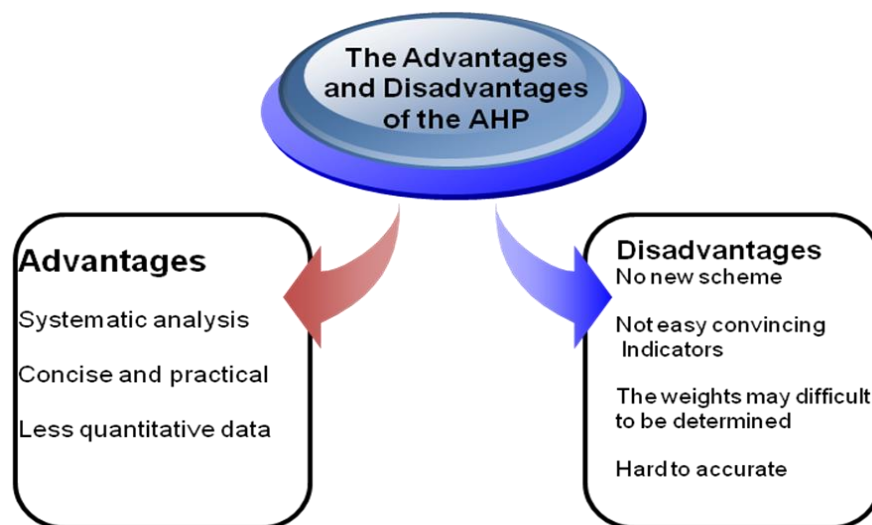 The Advantages
and Disadvantages
of the AHP
Advantages
Systematic analysis
Concise and practical
Less quantitative data
Disadvantages
No new scheme
Not easy convincing
Indicators
The weights may difficult
to be determined
Hard to accurate